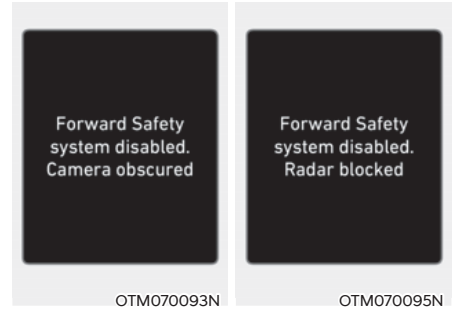 Forward Safety
system disabled.
Camera obscured
OTM070093N
Forward Safety
system disabled.
Radar blocked
OTM070095N